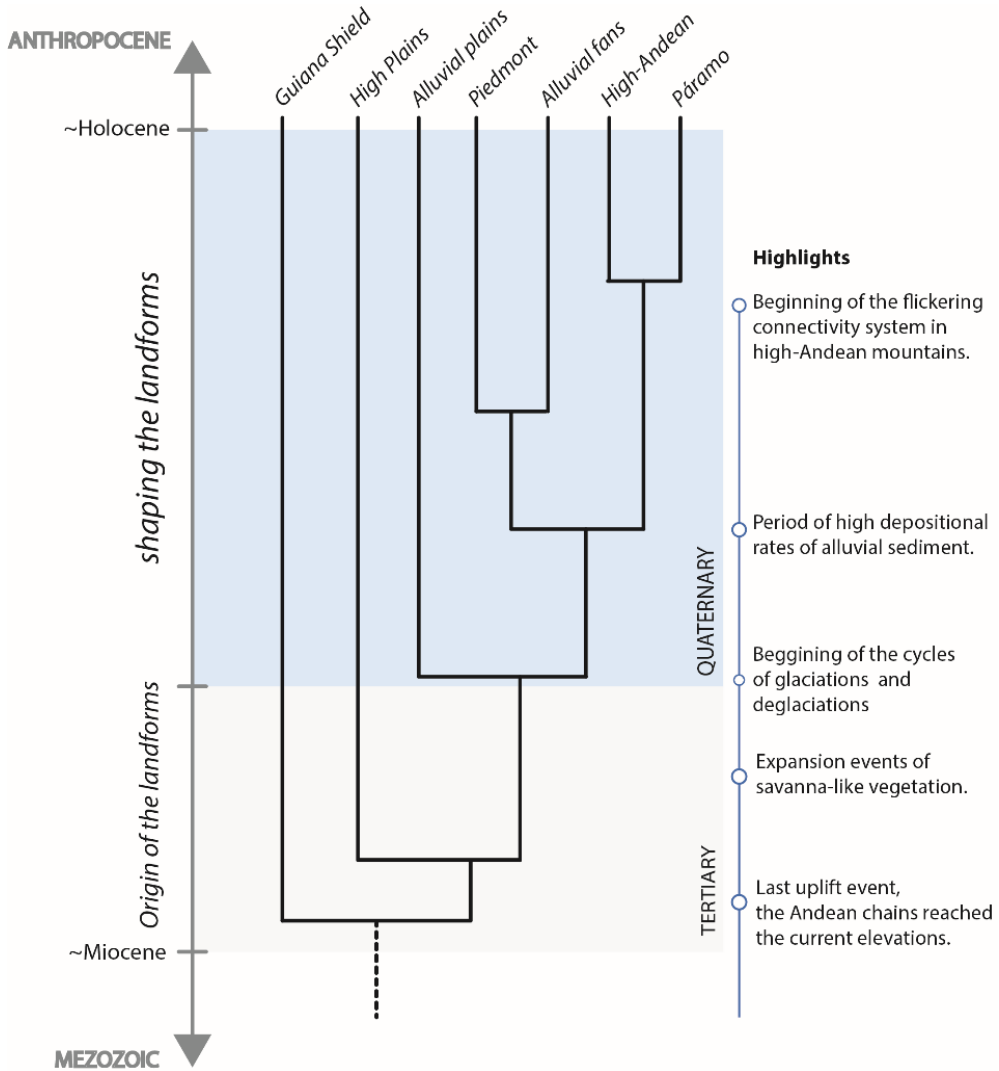 ANTHROPOCENE
Guiana Shield
High Plains
Alluvial plains
Piedmont
Alluvial fans
High-Andean
Páramo
~Holocene
shaping the landforms
Highlights
Beginning of the flickering
connectivity system in
high-Andean mountains.
Period of high depositional
rates of alluvial sediment.
QUATERNARY
Beggining of the cycles
of glaciations and
deglaciations
Origin of the landforms
Expansion events of
savanna-like vegetation.
TERTIARY
Last uplift event,
the Andean chains reached
the current elevations.
~Miocene
MEZOZOIC